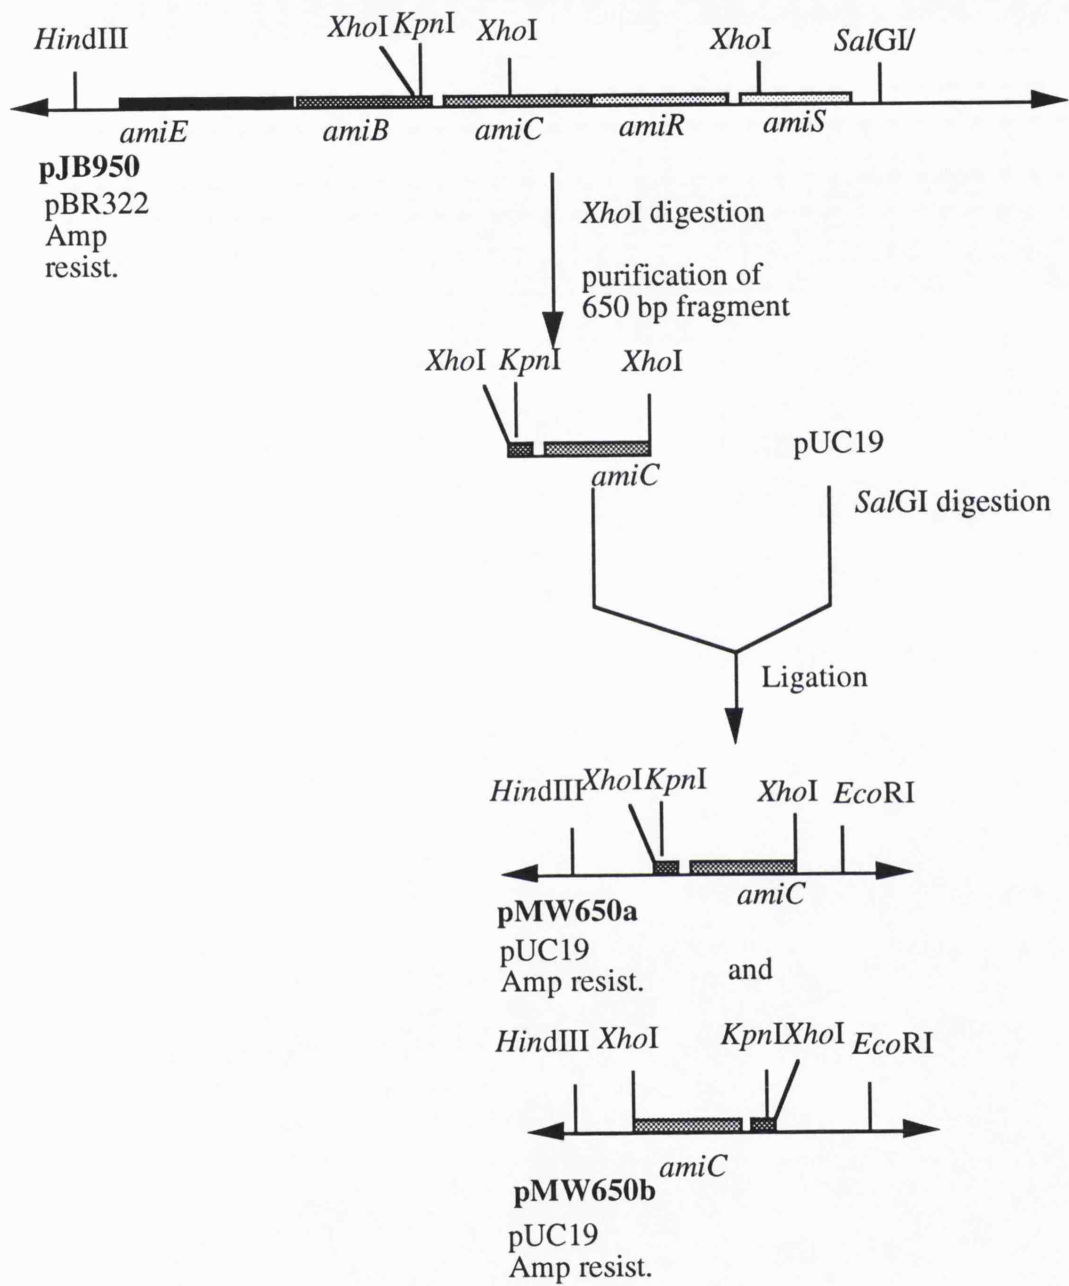 HindIII XhoI KpnI XhoI XhoI SalGI/
amiE amiB amiC amiR amiS
pJB950
pBR322
Amp
resist.
XhoI digestion
purification of
650 bp fragment
XhoI KpnI XhoI
amiC
pUC19
SalGI digestion
Ligation
HindIII XhoI KpnI XhoI EcoRI
amiC
pMW650a
pUC19
Amp resist.
and
HindIII XhoI KpnI XhoI EcoRI
amiC
pMW650b
pUC19
Amp resist.